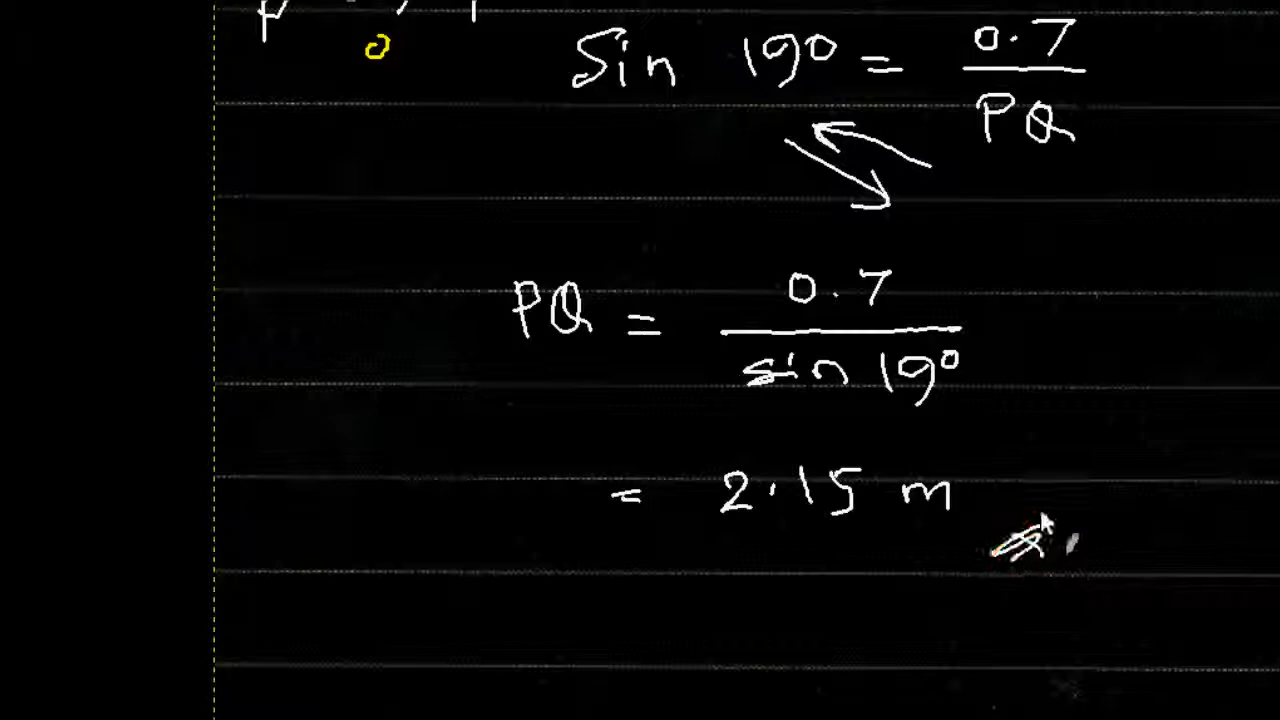 Sin 19° = 0.7 / PQ
PQ = 0.7 / sin 19°
= 2.15 m